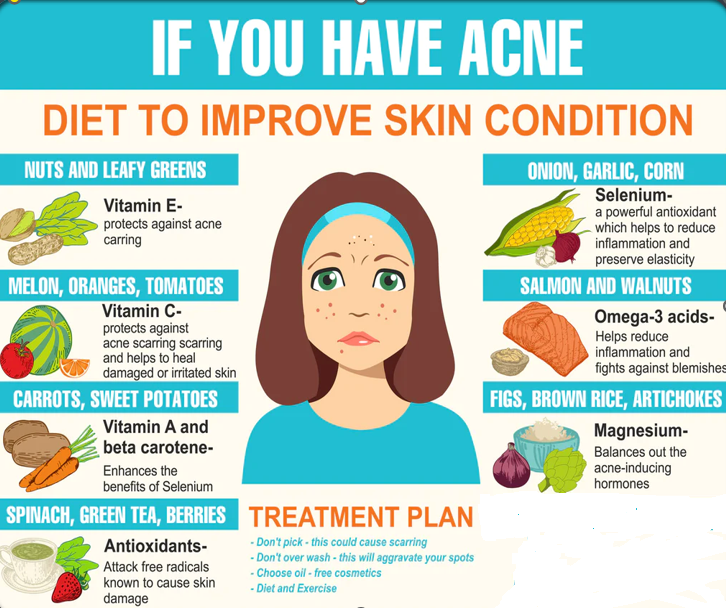 IF YOU HAVE ACNE
DIET TO IMPROVE SKIN CONDITION
NUTS AND LEAFY GREENS
Vitamin E-
protects against acne
carring
MELON, ORANGES, TOMATOES
Vitamin C-
protects against
acne scarring scarring
and helps to heal
damaged or irritated skin
CARROTS, SWEET POTATOES
Vitamin A and
beta carotene-
Enhances the
benefits of Selenium
SPINACH, GREEN TEA, BERRIES
Antioxidants-
Attack free radicals
known to cause skin
damage
ONION, GARLIC, CORN
Selenium-
a powerful antioxidant
which helps to reduce
inflammation and
preserve elasticity
SALMON AND WALNUTS
Omega-3 acids-
Helps reduce
inflammation and
fights against blemishes
FIGS, BROWN RICE, ARTICHOKES
Magnesium-
Balances out the
acne-inducing
hormones
TREATMENT PLAN
- Don't pick - this could cause scarring
- Don't over wash - this will aggravate your spots
- Choose oil - free cosmetics
- Diet and Exercise